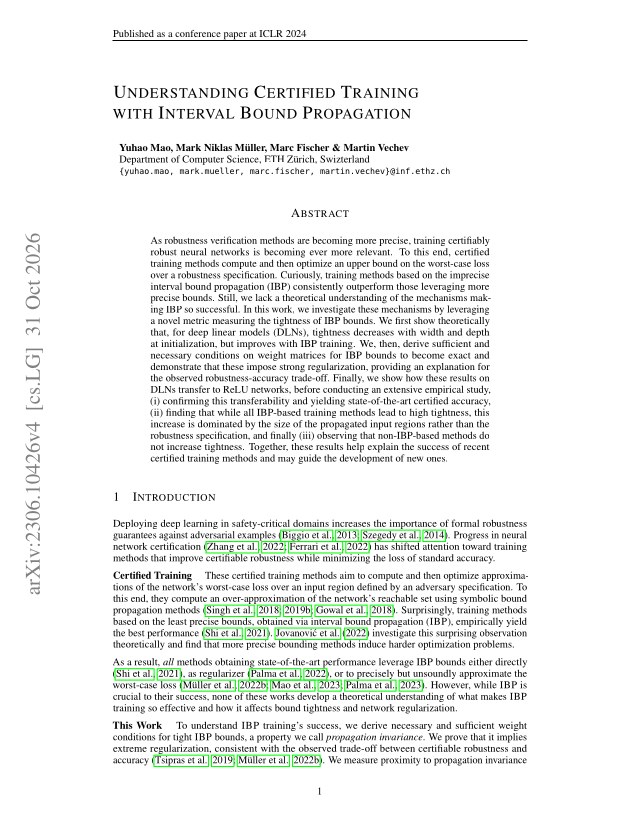 Published as a conference paper at ICLR 2024
UNDERSTANDING CERTIFIED TRAINING
WITH INTERVAL BOUND PROPAGATION
Yuhao Mao, Mark Niklas Müller, Marc Fischer & Martin Vechev
Department of Computer Science, ETH Zürich, Swizterland
{yuhao.mao, mark.mueller, marc.fischer, martin.vechev}@inf.ethz.ch
ABSTRACT
As robustness verification methods are becoming more precise, training certifiably
robust neural networks is becoming ever more relevant. To this end, certified
training methods compute and then optimize an upper bound on the worst-case loss
over a robustness specification. Curiously, training methods based on the imprecise
interval bound propagation (IBP) consistently outperform those leveraging more
precise bounds. Still, we lack a theoretical understanding of the mechanisms mak-
ing IBP so successful. In this work, we investigate these mechanisms by leveraging
a novel metric measuring the tightness of IBP bounds. We first show theoretically
that, for deep linear models (DLNs), tightness decreases with width and depth
at initialization, but improves with IBP training. We, then, derive sufficient and
necessary conditions on weight matrices for IBP bounds to become exact and
demonstrate that these impose strong regularization, providing an explanation for
the observed robustness-accuracy trade-off. Finally, we show how these results on
DLNs transfer to ReLU networks, before conducting an extensive empirical study,
(i) confirming this transferability and yielding state-of-the-art certified accuracy,
(ii) finding that while all IBP-based training methods lead to high tightness, this
increase is dominated by the size of the propagated input regions rather than the
robustness specification, and finally (iii) observing that non-IBP-based methods do
not increase tightness. Together, these results help explain the success of recent
certified training methods and may guide the development of new ones.
1 INTRODUCTION
Deploying deep learning in safety-critical domains increases the importance of formal robustness
guarantees against adversarial examples (Biggio et al., 2013; Szegedy et al., 2014). Progress in neural
network certification (Zhang et al., 2022; Ferrari et al., 2022) has shifted attention toward training
methods that improve certifiable robustness while minimizing the loss of standard accuracy.
Certified Training These certified training methods aim to compute and then optimize approxima-
tions of the network's worst-case loss over an input region defined by an adversary specification. To
this end, they compute an over-approximation of the network's reachable set using symbolic bound
propagation methods (Singh et al., 2018; 2019b; Gowal et al., 2018). Surprisingly, training methods
based on the least precise bounds, obtained via interval bound propagation (IBP), empirically yield
the best performance (Shi et al., 2021). Jovanović et al. (2022) investigate this surprising observation
theoretically and find that more precise bounding methods induce harder optimization problems.
As a result, all methods obtaining state-of-the-art performance leverage IBP bounds either directly
(Shi et al., 2021), as regularizer (Palma et al., 2022), or to precisely but unsoundly approximate the
worst-case loss (Müller et al., 2022b; Mao et al., 2023; Palma et al., 2023). However, while IBP is
crucial to their success, none of these works develop a theoretical understanding of what makes IBP
training so effective and how it affects bound tightness and network regularization.
This Work To understand IBP training's success, we derive necessary and sufficient weight
conditions for tight IBP bounds, a property we call propagation invariance. We prove that it implies
extreme regularization, consistent with the observed trade-off between certifiable robustness and
accuracy (Tsipras et al., 2019; Müller et al., 2022b). We measure proximity to propagation invariance
1
arXiv:2306.10426v4 [cs.LG] 31 Oct 2026